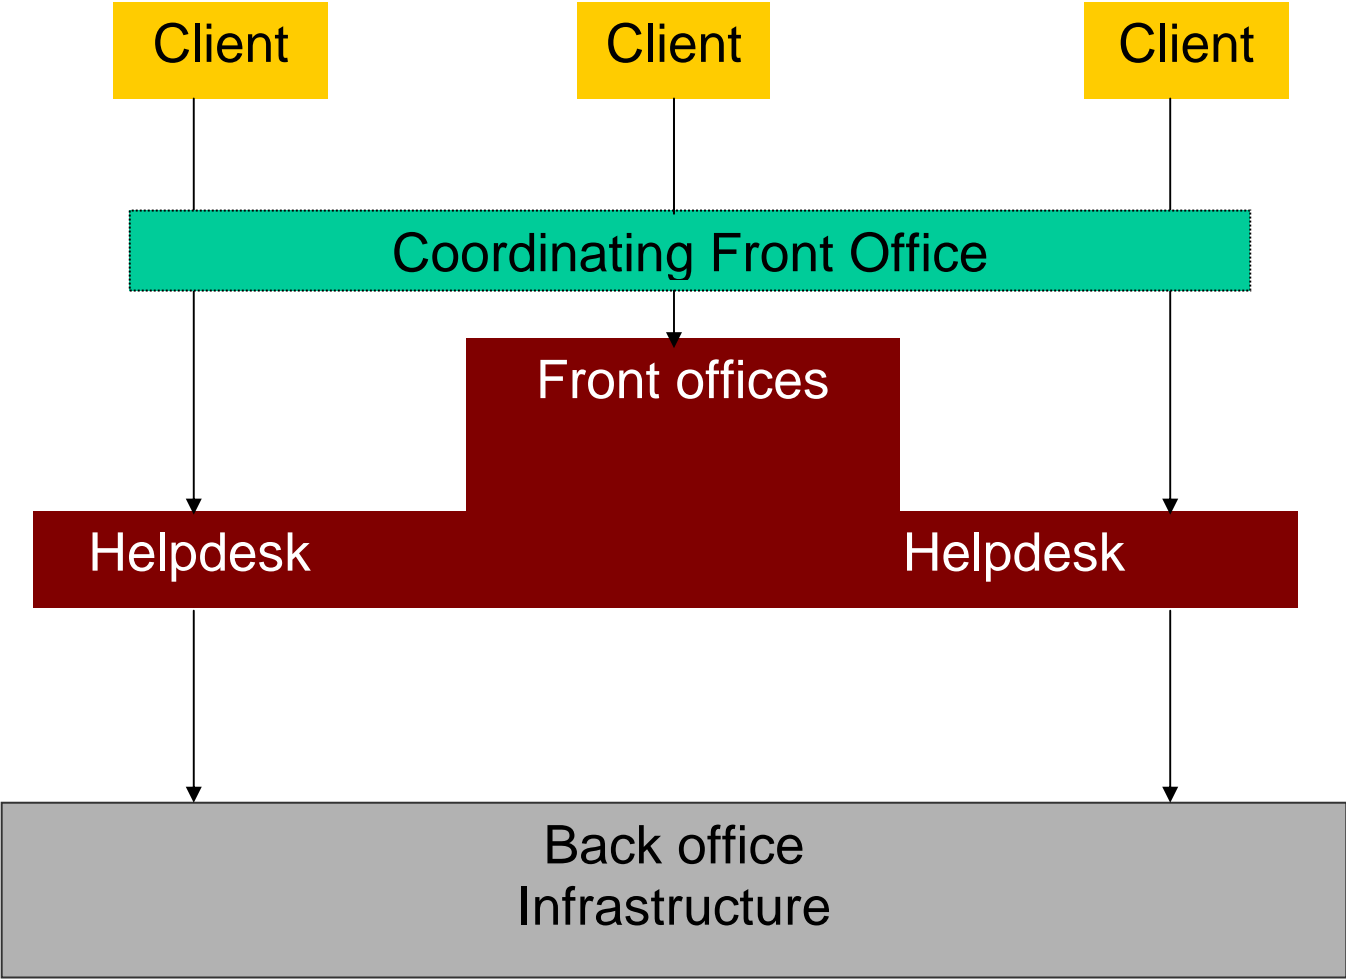 Client
Client
Client
Coordinating Front Office
Front offices
Helpdesk
Helpdesk
Back office
Infrastructure